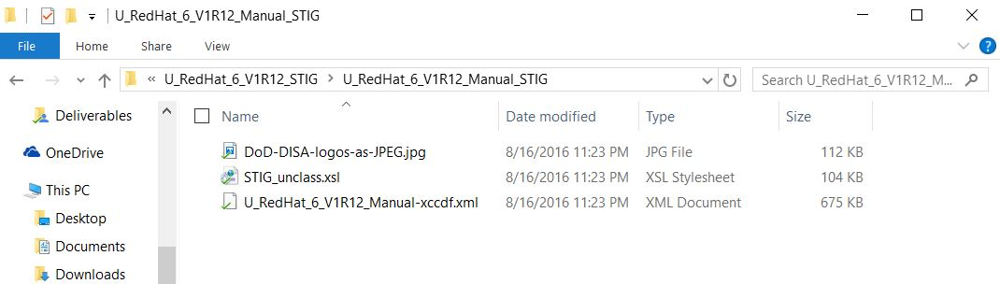 U_RedHat_6_V1R12_Manual_STIG
File Home Share View
« U_RedHat_6_V1R12_STIG > U_RedHat_6_V1R12_Manual_STIG Search U_RedHat_6_V1R12_M...
Deliverables
OneDrive
This PC
Desktop
Documents
Downloads
Name Date modified Type Size
DoD-DISA-logos-as-JPEG.jpg 8/16/2016 11:23 PM JPG File 112 KB
STIG_unclass.xsl 8/16/2016 11:23 PM XSL Stylesheet 104 KB
U_RedHat_6_V1R12_Manual-xccdf.xml 8/16/2016 11:23 PM XML Document 675 KB